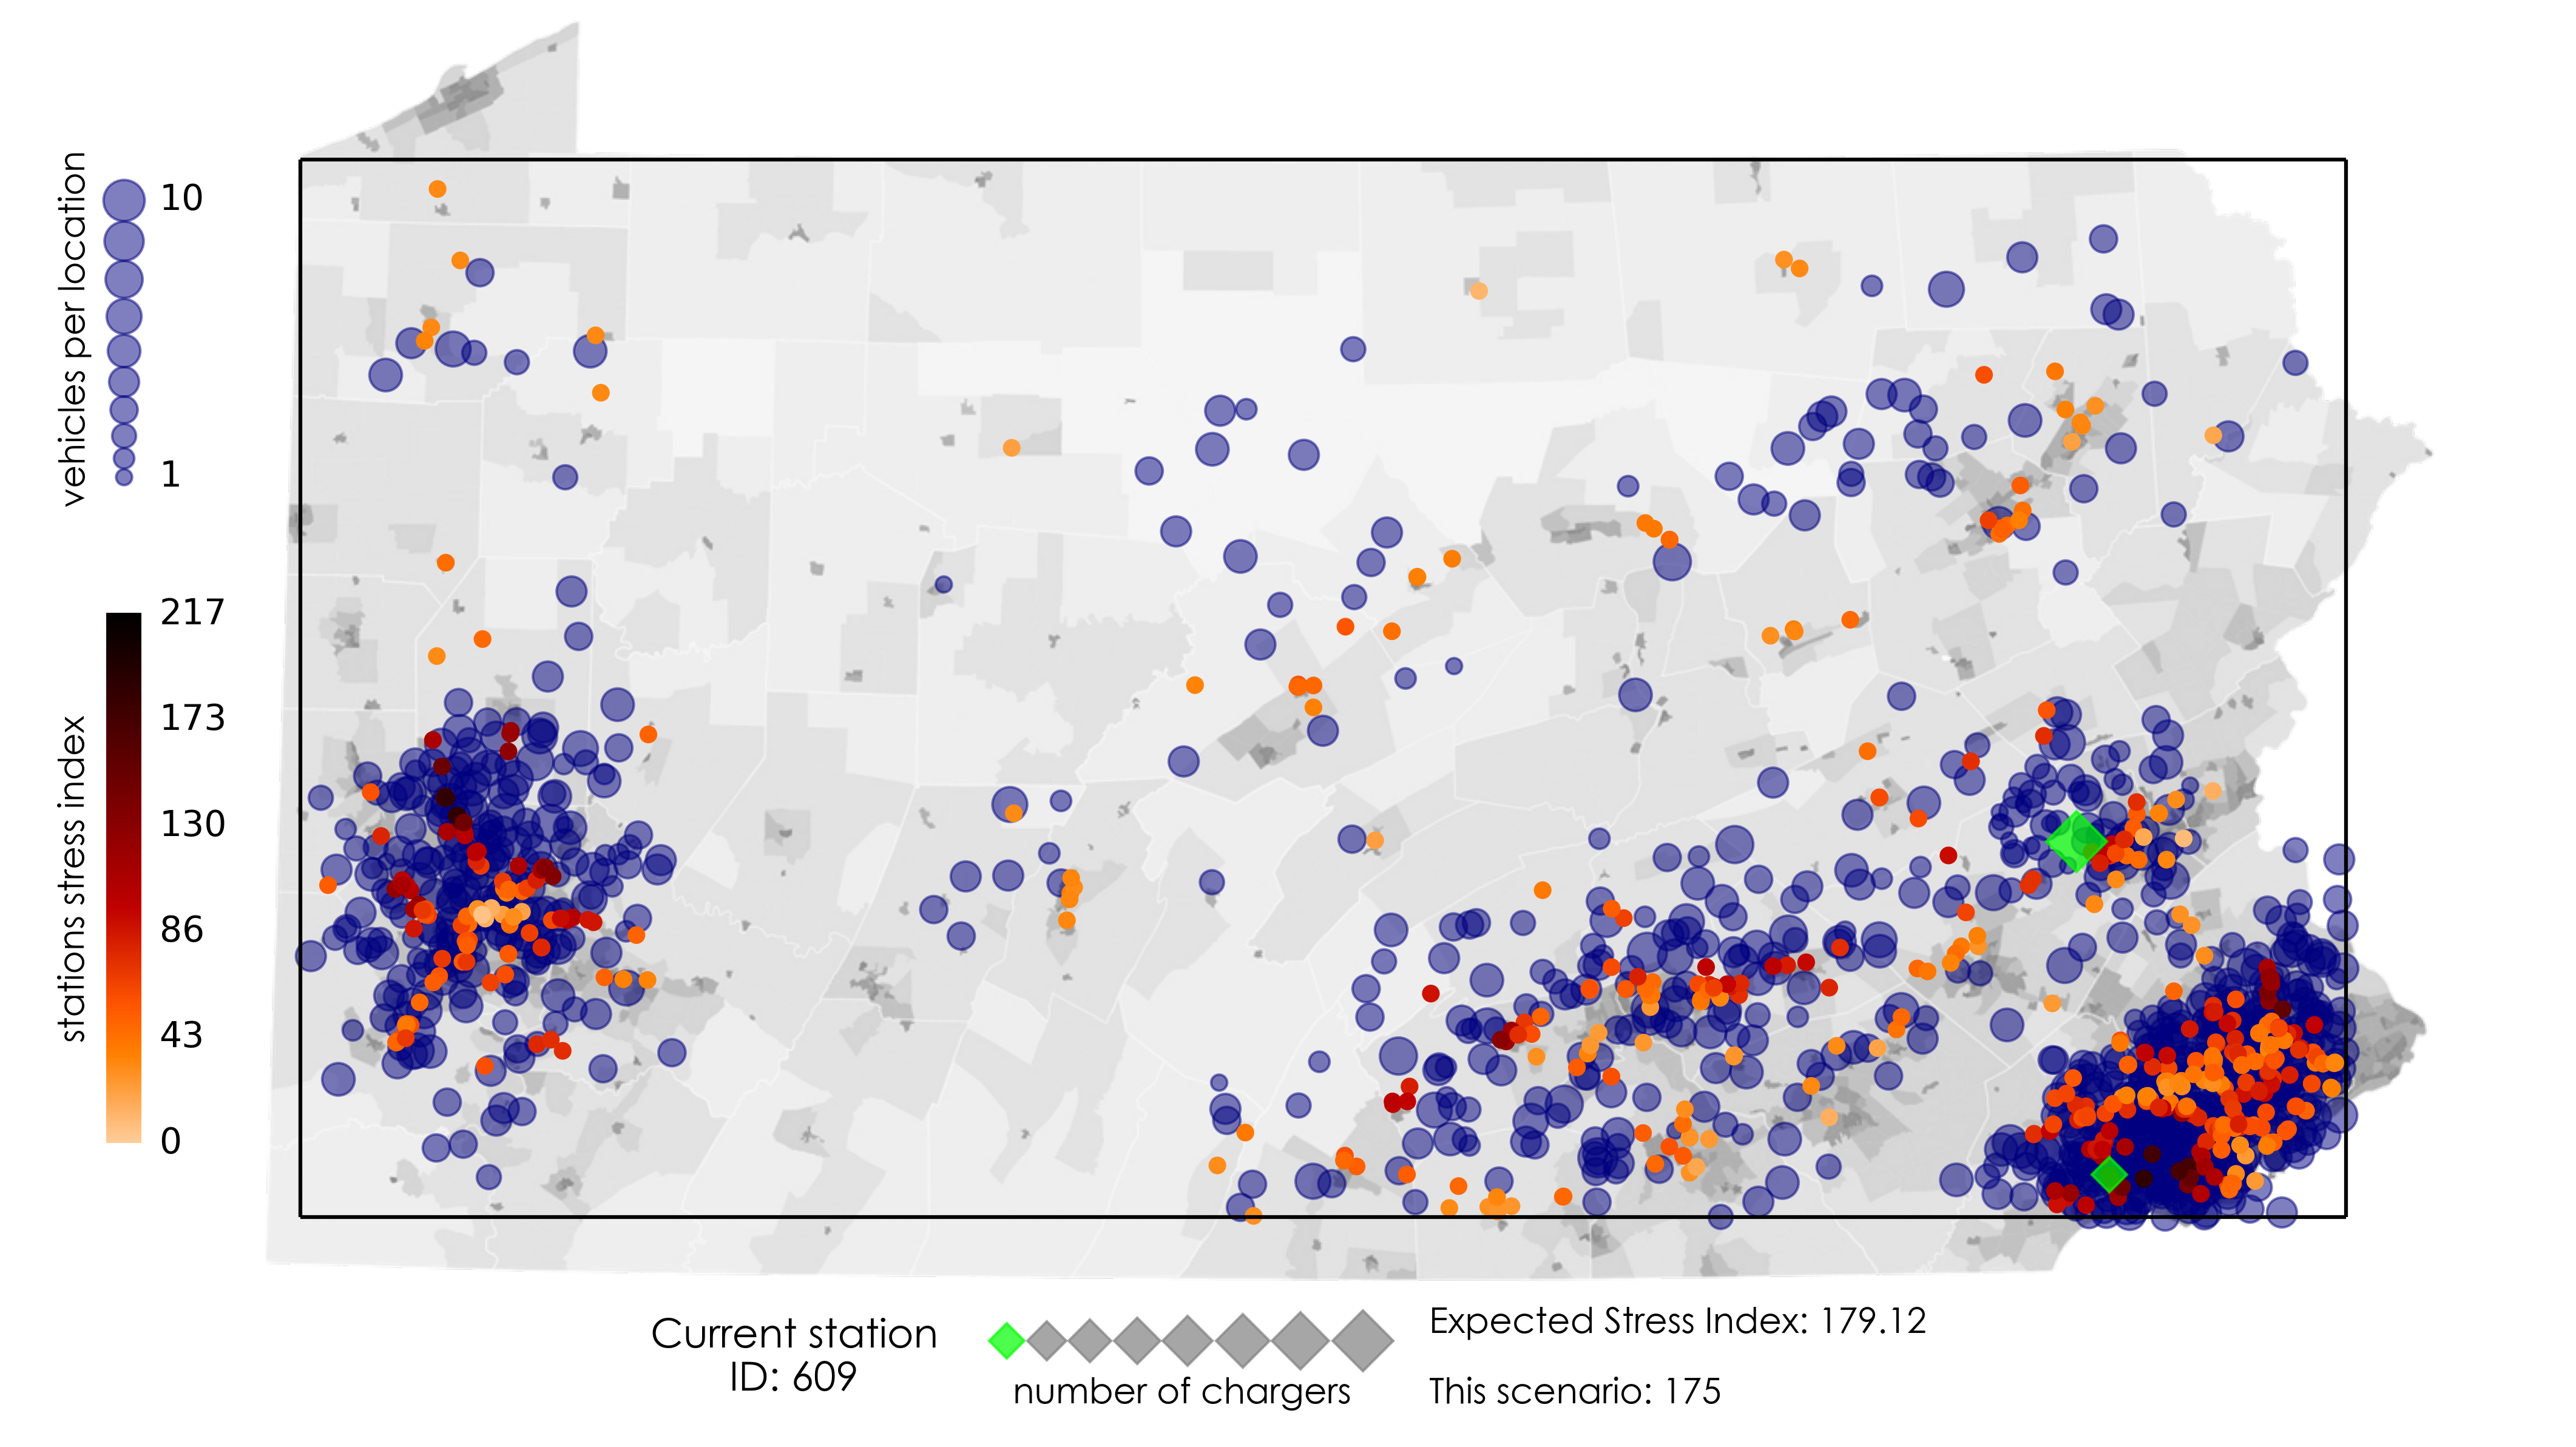 vehicles per location
10
1
stations stress index
217
173
130
86
43
0
Current station
ID: 609
number of chargers
Expected Stress Index: 179.12
This scenario: 175